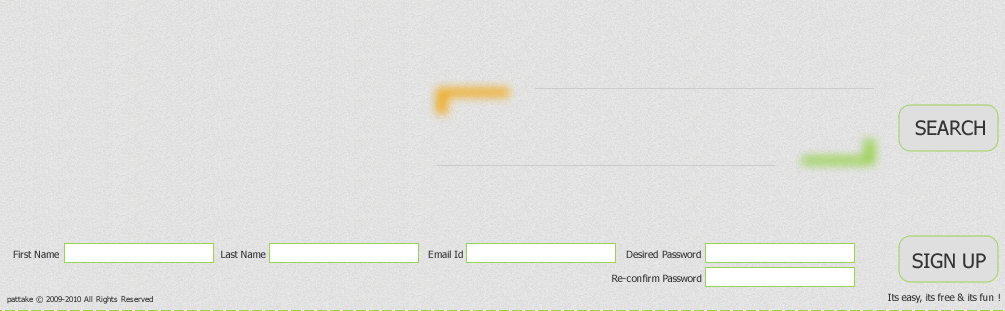 SEARCH
First Name Last Name Email Id Desired Password
Re-confirm Password
SIGN UP
pattake © 2009-2010 All Rights Reserved
Its easy, its free & its fun !